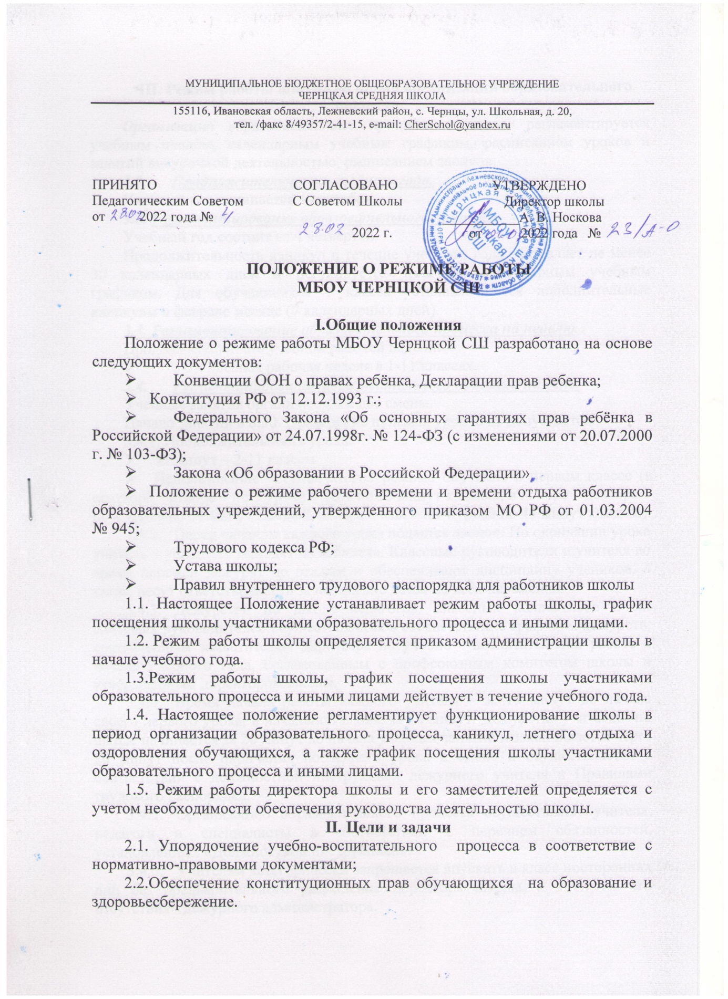 МУНИЦИПАЛЬНОЕ БЮДЖЕТНОЕ ОБЩЕОБРАЗОВАТЕЛЬНОЕ УЧРЕЖДЕНИЕ
ЧЕРНЦКАЯ СРЕДНЯЯ ШКОЛА
155116, Ивановская область, Лежневский район, с. Чернцы, ул. Школьная, д. 20,
тел. /факс 8/49357/2-41-15, e-mail: CherSchol@yandex.ru
ПРИНЯТО СОГЛАСОВАНО УТВЕРЖДЕНО
Педагогическим Советом Советом Школы Директор школы
от 28.02 2022 года № 4 А. В. Носкова
28.02 2022 г. от 2022 года № 23/А-О
МБОУ
Чернцкая
СШ
ПОЛОЖЕНИЕ О РЕЖИМЕ РАБОТЫ
МБОУ ЧЕРНЦКОЙ СШ
I.Общие положения
Положение о режиме работы МБОУ Чернцкой СШ разработано на основе
следующих документов:
➢ Конвенции ООН о правах ребёнка, Декларации прав ребенка;
➢ Конституция РФ от 12.12.1993 г.;
➢ Федерального Закона «Об основных гарантиях прав ребёнка в
Российской Федерации» от 24.07.1998г. № 124-ФЗ (с изменениями от 20.07.2000
г. № 103-ФЗ);
➢ Закона «Об образовании в Российской Федерации»,
➢ Положение о режиме рабочего времени и времени отдыха работников
образовательных учреждений, утвержденного приказом МО РФ от 01.03.2004
№ 945;
➢ Трудового кодекса РФ;
➢ Устава школы;
➢ Правил внутреннего трудового распорядка для работников школы
1.1. Настоящее Положение устанавливает режим работы школы, график
посещения школы участниками образовательного процесса и иными лицами.
1.2. Режим работы школы определяется приказом администрации школы в
начале учебного года.
1.3.Режим работы школы, график посещения школы участниками
образовательного процесса и иными лицами действует в течение учебного года.
1.4. Настоящее положение регламентирует функционирование школы в
период организации образовательного процесса, каникул, летнего отдыха и
оздоровления обучающихся, а также график посещения школы участниками
образовательного процесса и иными лицами.
1.5. Режим работы директора школы и его заместителей определяется с
учетом необходимости обеспечения руководства деятельностью школы.
II. Цели и задачи
2.1. Упорядочение учебно-воспитательного процесса в соответствие с
нормативно-правовыми документами;
2.2.Обеспечение конституционных прав обучающихся на образование и
здоровьесбережение.